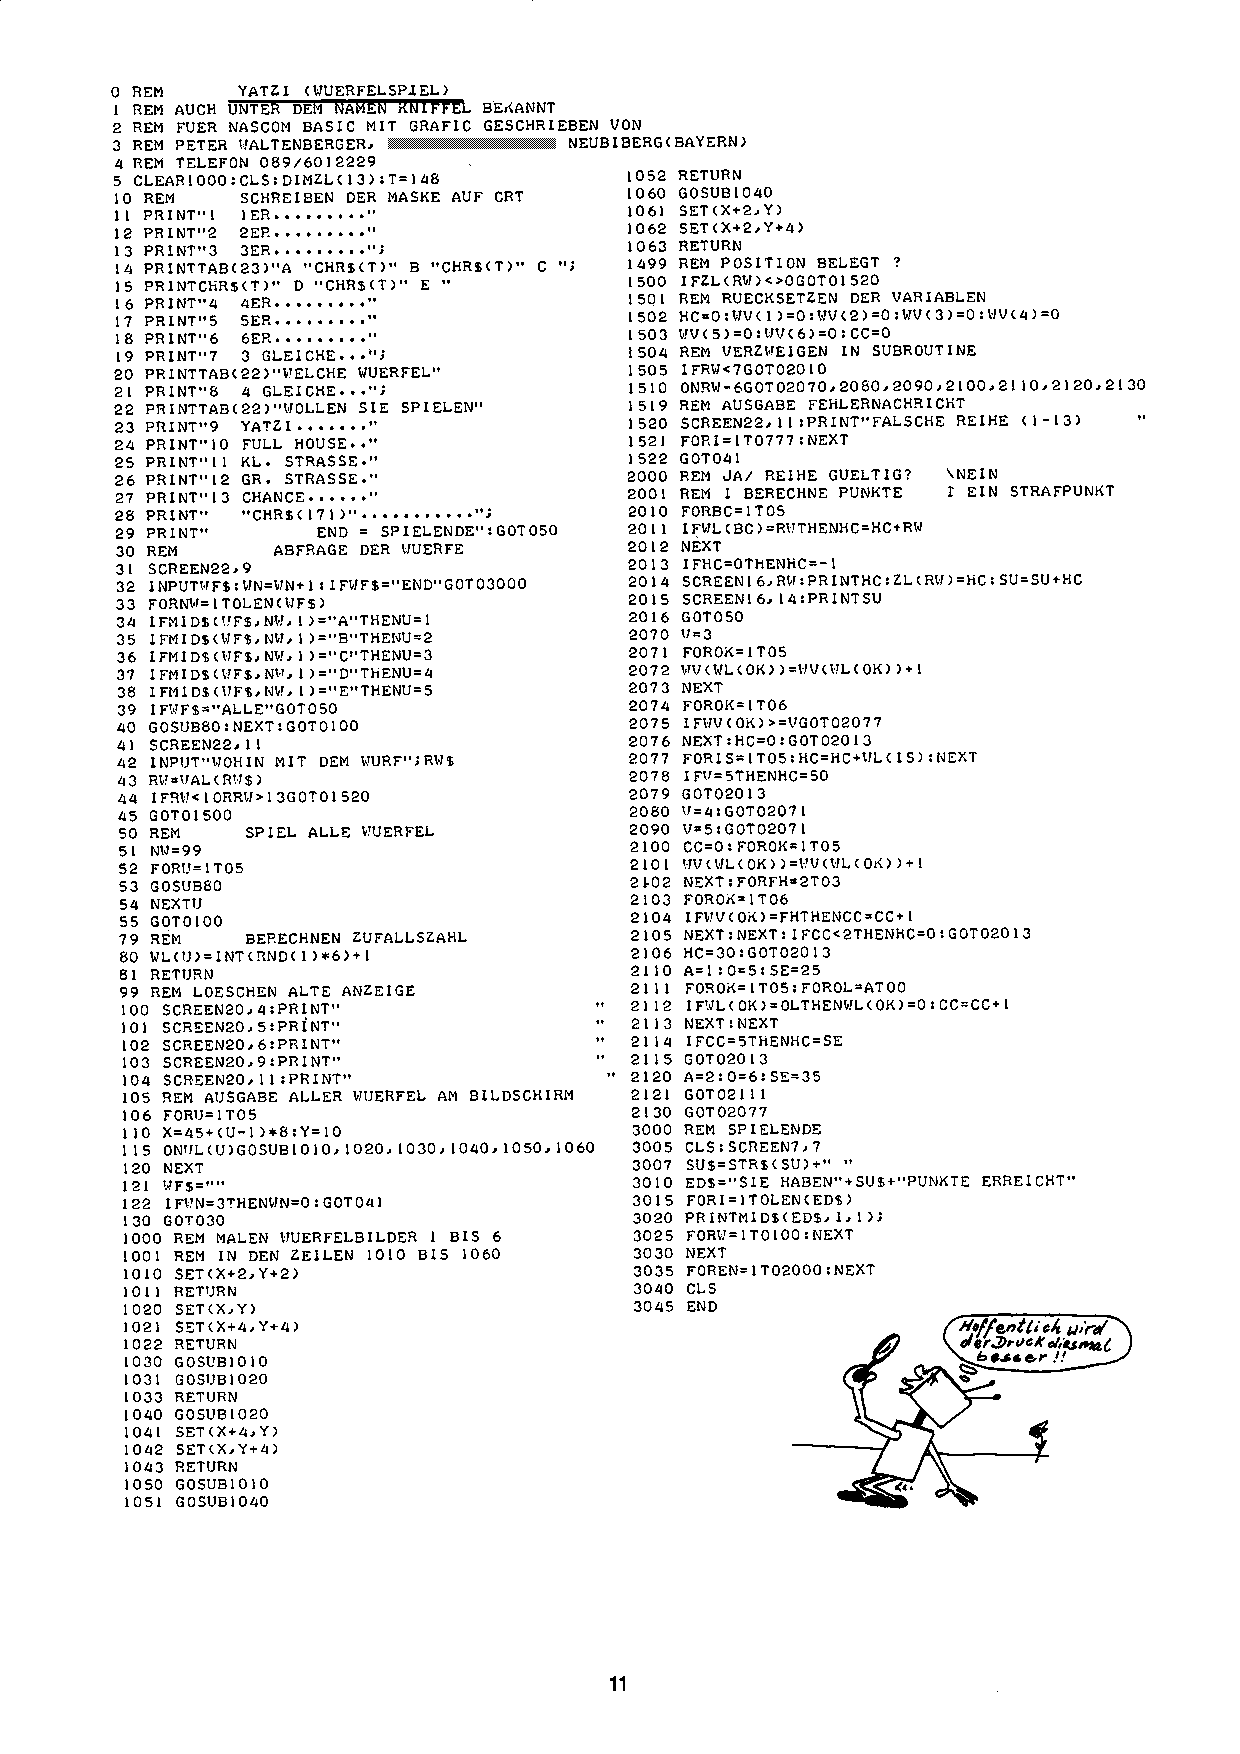 0 REM       YATZI (WUERFELSPIEL)
1 REM AUCH UNTER DEM NAMEN KNIFFEL BEKANNT
2 REM FUER NASCOM BASIC MIT GRAFIC GESCHRIEBEN VON
3 REM PETER WALTENBERGER, NEUBIBERG(BAYERN)
4 REM TELEFON 089/6012229
5 CLEAR1000:CLS:DIMZL(13):T=148
10 REM      SCHREIBEN DER MASKE AUF CRT
11 PRINT"1  1ER........."
12 PRINT"2  2ER........."
13 PRINT"3  3ER.........";
14 PRINTTAB(23)"A "CHR$(T)" B "CHR$(T)" C ";
15 PRINTCHR$(T)" D "CHR$(T)" E "
16 PRINT"4  4ER........."
17 PRINT"5  5ER........."
18 PRINT"6  6ER........."
19 PRINT"7  3 GLEICHE...";
20 PRINTTAB(22)"WELCHE WUERFEL"
21 PRINT"8  4 GLEICHE...";
22 PRINTTAB(22)"WOLLEN SIE SPIELEN"
23 PRINT"9  YATZI......."
24 PRINT"10 FULL HOUSE.."
25 PRINT"11 KL. STRASSE."
26 PRINT"12 GR. STRASSE."
27 PRINT"13 CHANCE......"
28 PRINT"   "CHR$(171)"...........";
29 PRINT"          END = SPIELENDE":GOTO50
30 REM         ABFRAGE DER WUERFE
31 SCREEN22,9
32 INPUTWF$:WN=WN+1:IFWF$="END"GOTO3000
33 FORNW=1TOLEN(WF$)
34 IFMID$(WF$,NW,1)="A"THENU=1
35 IFMID$(WF$,NW,1)="B"THENU=2
36 IFMID$(WF$,NW,1)="C"THENU=3
37 IFMID$(WF$,NW,1)="D"THENU=4
38 IFMID$(WF$,NW,1)="E"THENU=5
39 IFWF$="ALLE"GOTO50
40 GOSUB80:NEXT:GOTO100
41 SCREEN22,11
42 INPUT"WOHIN MIT DEM WURF";RW$
43 RW=VAL(RW$)
44 IFRW<1ORRW>13GOTO1520
45 GOTO1500
50 REM      SPIEL ALLE WUERFEL
51 NW=99
52 FORU=1TO5
53 GOSUB80
54 NEXTU
55 GOTO100
79 REM      BERECHNEN ZUFALLSZAHL
80 WL(U)=INT(RND(1)*6)+1
81 RETURN
99 REM LOESCHEN ALTE ANZEIGE
100 SCREEN20,4:PRINT"                        "
101 SCREEN20,5:PRINT"                        "
102 SCREEN20,6:PRINT"                        "
103 SCREEN20,9:PRINT"                        "
104 SCREEN20,11:PRINT"                        "
105 REM AUSGABE ALLER WUERFEL AM BILDSCHIRM
106 FORU=1TO5
110 X=45+(U-1)*8:Y=10
115 ONWL(U)GOSUB1010,1020,1030,1040,1050,1060
120 NEXT
121 WF$=""
122 IFWN=3THENWN=0:GOTO41
130 GOTO30
1000 REM MALEN WUERFELBILDER 1 BIS 6
1001 REM IN DEN ZEILEN 1010 BIS 1060
1010 SET(X+2,Y+2)
1011 RETURN
1020 SET(X,Y)
1021 SET(X+4,Y+4)
1022 RETURN
1030 GOSUB1010
1031 GOSUB1020
1033 RETURN
1040 GOSUB1020
1041 SET(X+4,Y)
1042 SET(X,Y+4)
1043 RETURN
1050 GOSUB1010
1051 GOSUB1040
1052 RETURN
1060 GOSUB1040
1061 SET(X+2,Y)
1062 SET(X+2,Y+4)
1063 RETURN
1499 REM POSITION BELEGT ?
1500 IFZL(RW)<>0GOTO1520
1501 REM RUECKSETZEN DER VARIABLEN
1502 HC=0:WV(1)=0:WV(2)=0:WV(3)=0:WV(4)=0
1503 WV(5)=0:WV(6)=0:CC=0
1504 REM VERZWEIGEN IN SUBROUTINE
1505 IFRW<7GOTO2010
1510 ONRW-6GOTO2070,2080,2090,2100,2110,2120,2130
1519 REM AUSGABE FEHLERNACHRICHT
1520 SCREEN22,11:PRINT"FALSCHE REIHE (1-13)     "
1521 FORI=1TO777:NEXT
1522 GOTO41
2000 REM JA/ REIHE GUELTIG?   \NEIN
2001 REM I BERECHNE PUNKTE    I EIN STRAFPUNKT
2010 FORBC=1TO5
2011 IFWL(BC)=RWTHENHC=HC+RW
2012 NEXT
2013 IFHC=0THENHC=-1
2014 SCREEN16,RW:PRINTHC:ZL(RW)=HC:SU=SU+HC
2015 SCREEN16,14:PRINTSU
2016 GOTO50
2070 V=3
2071 FOROK=1TO5
2072 WV(WL(OK))=WV(WL(OK))+1
2073 NEXT
2074 FOROK=1TO6
2075 IFWV(OK)>=VGOTO2077
2076 NEXT:HC=0:GOTO2013
2077 FORIS=1TO5:HC=HC+WL(IS):NEXT
2078 IFV=5THENHC=50
2079 GOTO2013
2080 V=4:GOTO2071
2090 V=5:GOTO2071
2100 CC=0:FOROK=1TO5
2101 WV(WL(OK))=WV(WL(OK))+1
2102 NEXT:FORFH=2TO3
2103 FOROK=1TO6
2104 IFWV(OK)=FHTHENCC=CC+1
2105 NEXT:NEXT:IFCC<2THENHC=0:GOTO2013
2106 HC=30:GOTO2013
2110 A=1:O=5:SE=25
2111 FOROK=1TO5:FOROL=ATOO
2112 IFWL(OK)=OLTHENWL(OK)=0:CC=CC+1
2113 NEXT:NEXT
2114 IFCC=5THENHC=SE
2115 GOTO2013
2120 A=2:O=6:SE=35
2121 GOTO2111
2130 GOTO2077
3000 REM SPIELENDE
3005 CLS:SCREEN7,7
3007 SU$=STR$(SU)+" "
3010 ED$="SIE HABEN"+SU$+"PUNKTE ERREICHT"
3015 FORI=1TOLEN(ED$)
3020 PRINTMID$(ED$,I,1);
3025 FORW=1TO100:NEXT
3030 NEXT
3035 FOREN=1TO2000:NEXT
3040 CLS
3045 END
Hoffentlich wird
der Druck diesmal
besser !!
11